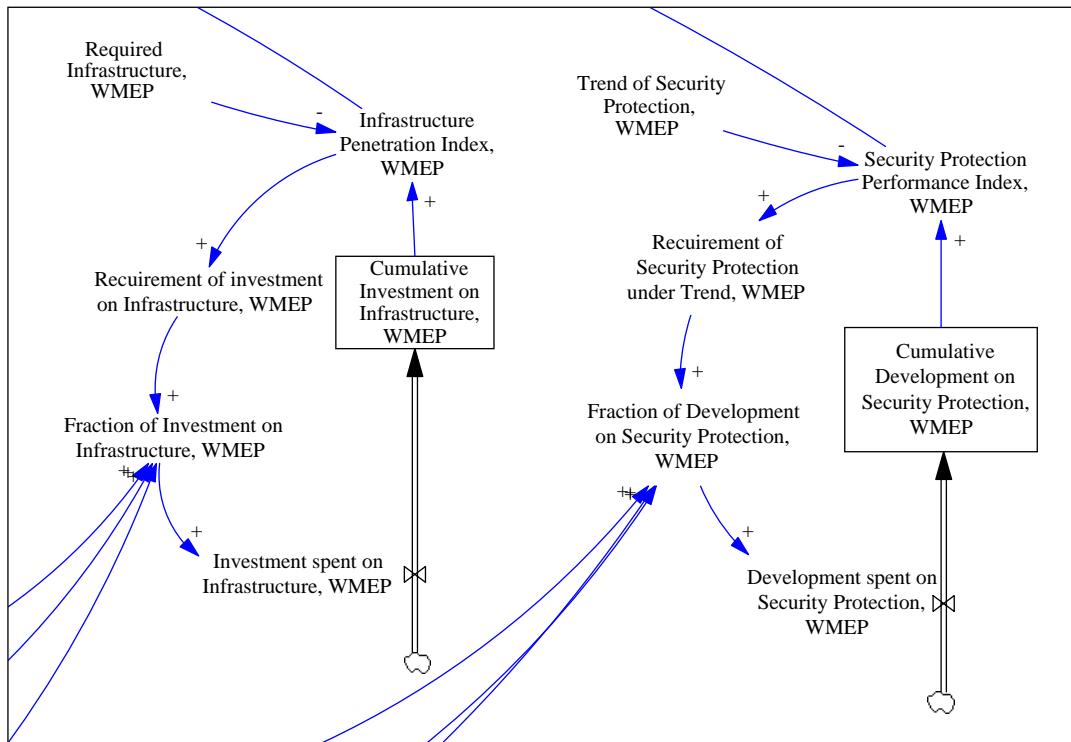 Required
Infrastructure,
WMEP
-
Infrastructure
Penetration Index,
WMEP
+
+
Recuirement of investment
on Infrastructure, WMEP
Cumulative
Investment on
Infrastructure,
WMEP
+
Fraction of Investment on
Infrastructure, WMEP
+
+
+
+
Investment spent on
Infrastructure, WMEP
Trend of Security
Protection,
WMEP
-
Security Protection
Performance Index,
WMEP
+
+
Recuirement of
Security Protection
under Trend, WMEP
Cumulative
Development on
Security Protection,
WMEP
+
Fraction of Development
on Security Protection,
WMEP
+
+
+
+
Development spent on
Security Protection,
WMEP